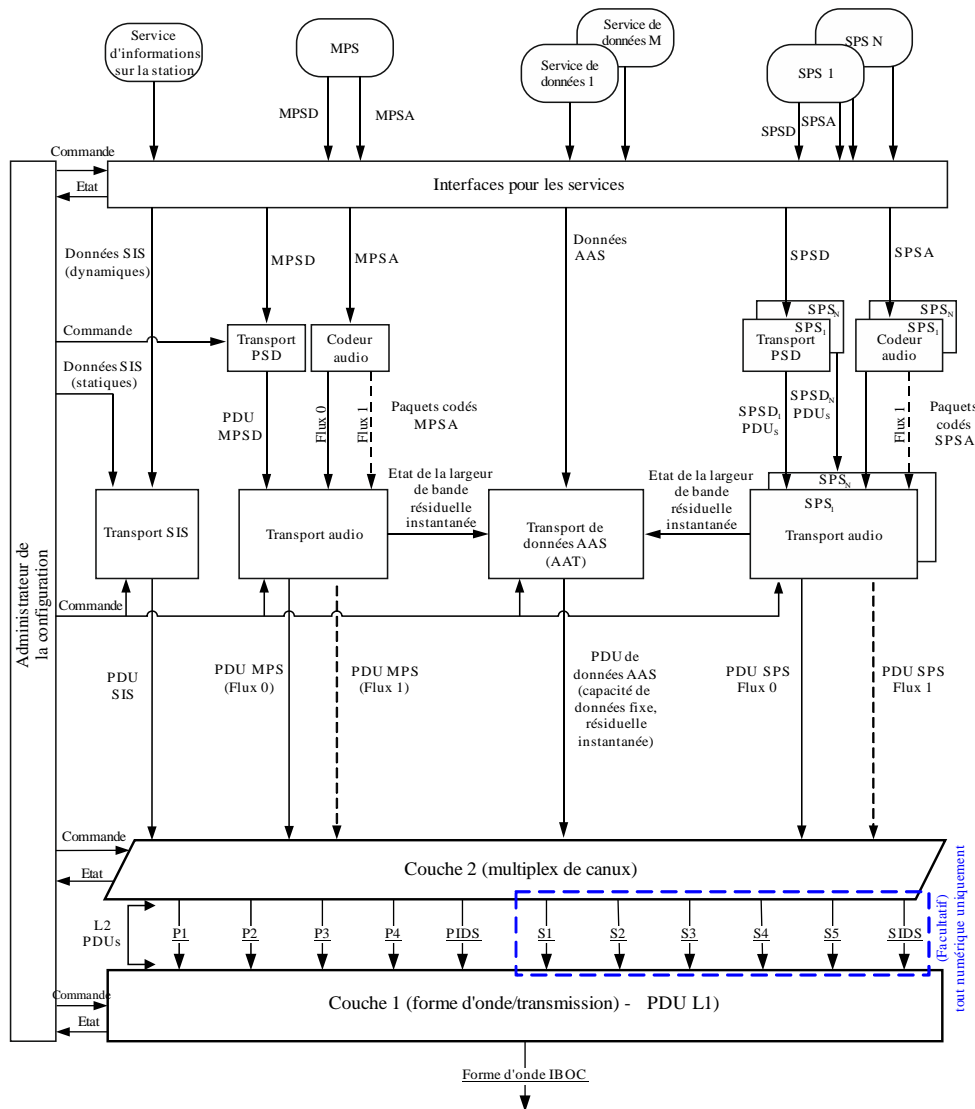 Service
d'informations
sur la station
MPS
Service de
données M
Service de
données 1
SPS N
SPS 1
MPSD
MPSA
SPSD
SPSA
Commande
Etat
Interfaces pour les services
Données SIS
(dynamiques)
MPSD
MPSA
Données
AAS
SPSD
SPSA
Commande
Transport
PSD
Codeur
audio
SPSN
SPS1
Transport
PSD
SPSN
SPS1
Codeur
audio
Données SIS
(statiques)
PDU
MPSD
Flux 0
Flux 1
Paquets codés
MPSA
SPSD1
PDUS
SPSDN
PDUS
Flux 1
Paquets
codés
SPSA
Etat de la largeur
de bande
résiduelle
instantanée
Etat de la largeur
de bande
résiduelle
instantanée
Transport SIS
Transport audio
Transport de
données AAS
(AAT)
SPSN
SPS1
Transport audio
Administrateur de
la configuration
Commande
PDU
SIS
PDU MPS
(Flux 0)
PDU MPS
(Flux 1)
PDU de
données AAS
(capacité de
données fixe,
résiduelle
instantanée)
PDU SPS
Flux 0
PDU SPS
Flux 1
Commande
Etat
Couche 2 (multiplex de canux)
L2
PDUs
P1
P2
P3
P4
PIDS
S1
S2
S3
S4
S5
SIDS
(Facultatif)
tout numérique uniquement
Commande
Etat
Couche 1 (forme d'onde/transmission) - PDU L1)
Forme d'onde IBOC